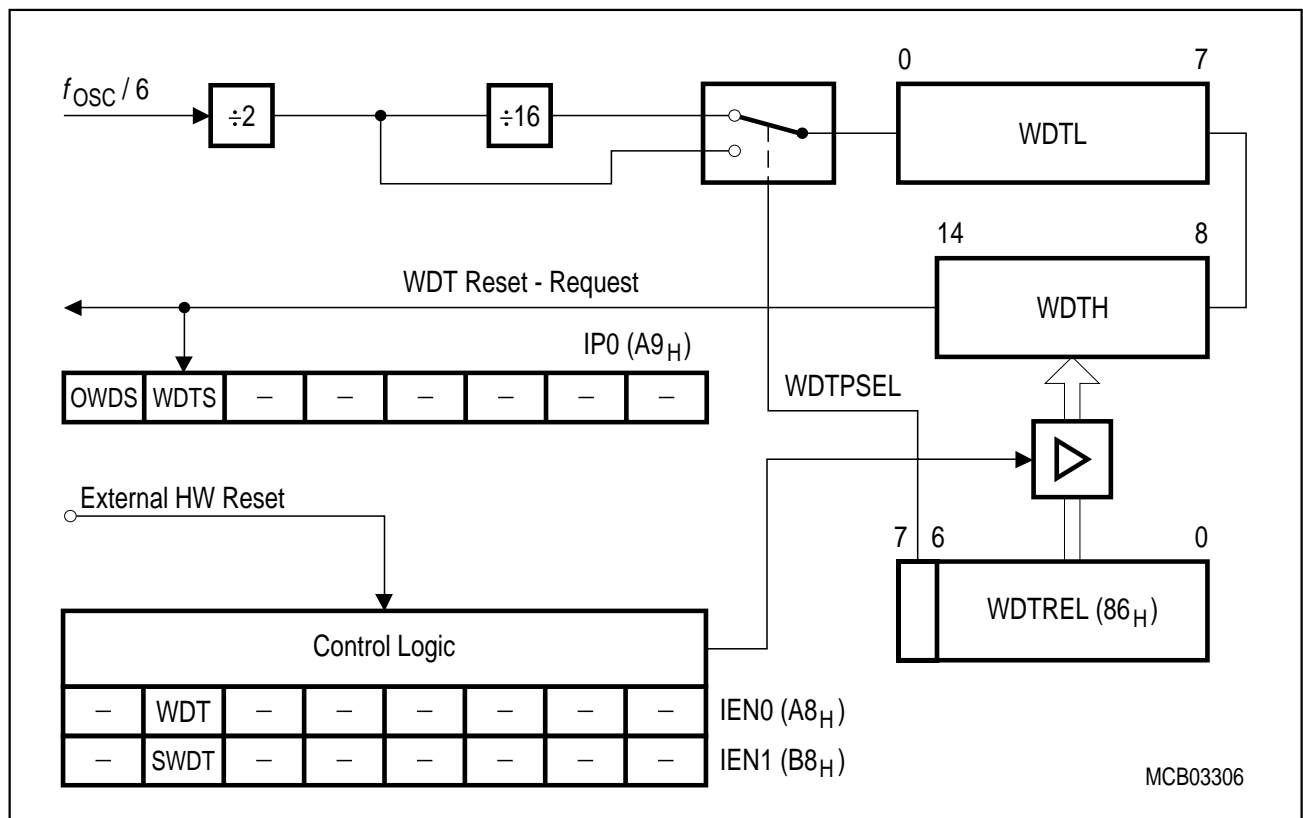 0 7
f OSC / 6
÷2
÷16
WDTL
14 8
WDT Reset - Request
WDTH
IP0 (A9H)
OWDS WDTS – – – – – –
WDTPSEL
External HW Reset
7 6 0
WDTREL (86H)
Control Logic
– WDT – – – – – – IEN0 (A8H)
– SWDT – – – – – – IEN1 (B8H)
MCB03306